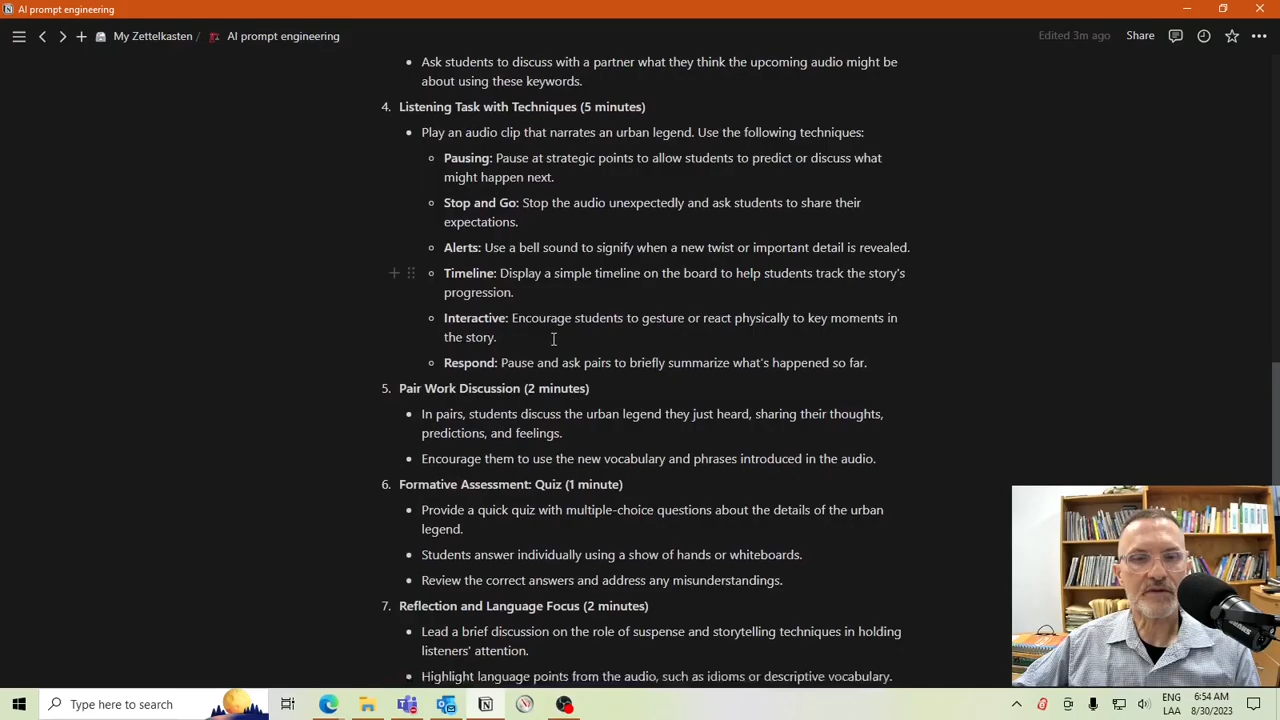 AI prompt engineering
My Zettelkasten / AI prompt engineering
Edited 3m ago Share
Ask students to discuss with a partner what they think the upcoming audio might be
about using these keywords.
4. Listening Task with Techniques (5 minutes)
Play an audio clip that narrates an urban legend. Use the following techniques:
Pausing: Pause at strategic points to allow students to predict or discuss what
might happen next.
Stop and Go: Stop the audio unexpectedly and ask students to share their
expectations.
Alerts: Use a bell sound to signify when a new twist or important detail is revealed.
Timeline: Display a simple timeline on the board to help students track the story's
progression.
Interactive: Encourage students to gesture or react physically to key moments in
the story.
Respond: Pause and ask pairs to briefly summarize what's happened so far.
5. Pair Work Discussion (2 minutes)
In pairs, students discuss the urban legend they just heard, sharing their thoughts,
predictions, and feelings.
Encourage them to use the new vocabulary and phrases introduced in the audio.
6. Formative Assessment: Quiz (1 minute)
Provide a quick quiz with multiple-choice questions about the details of the urban
legend.
Students answer individually using a show of hands or whiteboards.
Review the correct answers and address any misunderstandings.
7. Reflection and Language Focus (2 minutes)
Lead a brief discussion on the role of suspense and storytelling techniques in holding
listeners' attention.
Highlight language points from the audio, such as idioms or descriptive vocabulary.
Type here to search
ENG 6:54 AM
LAA 8/30/2023